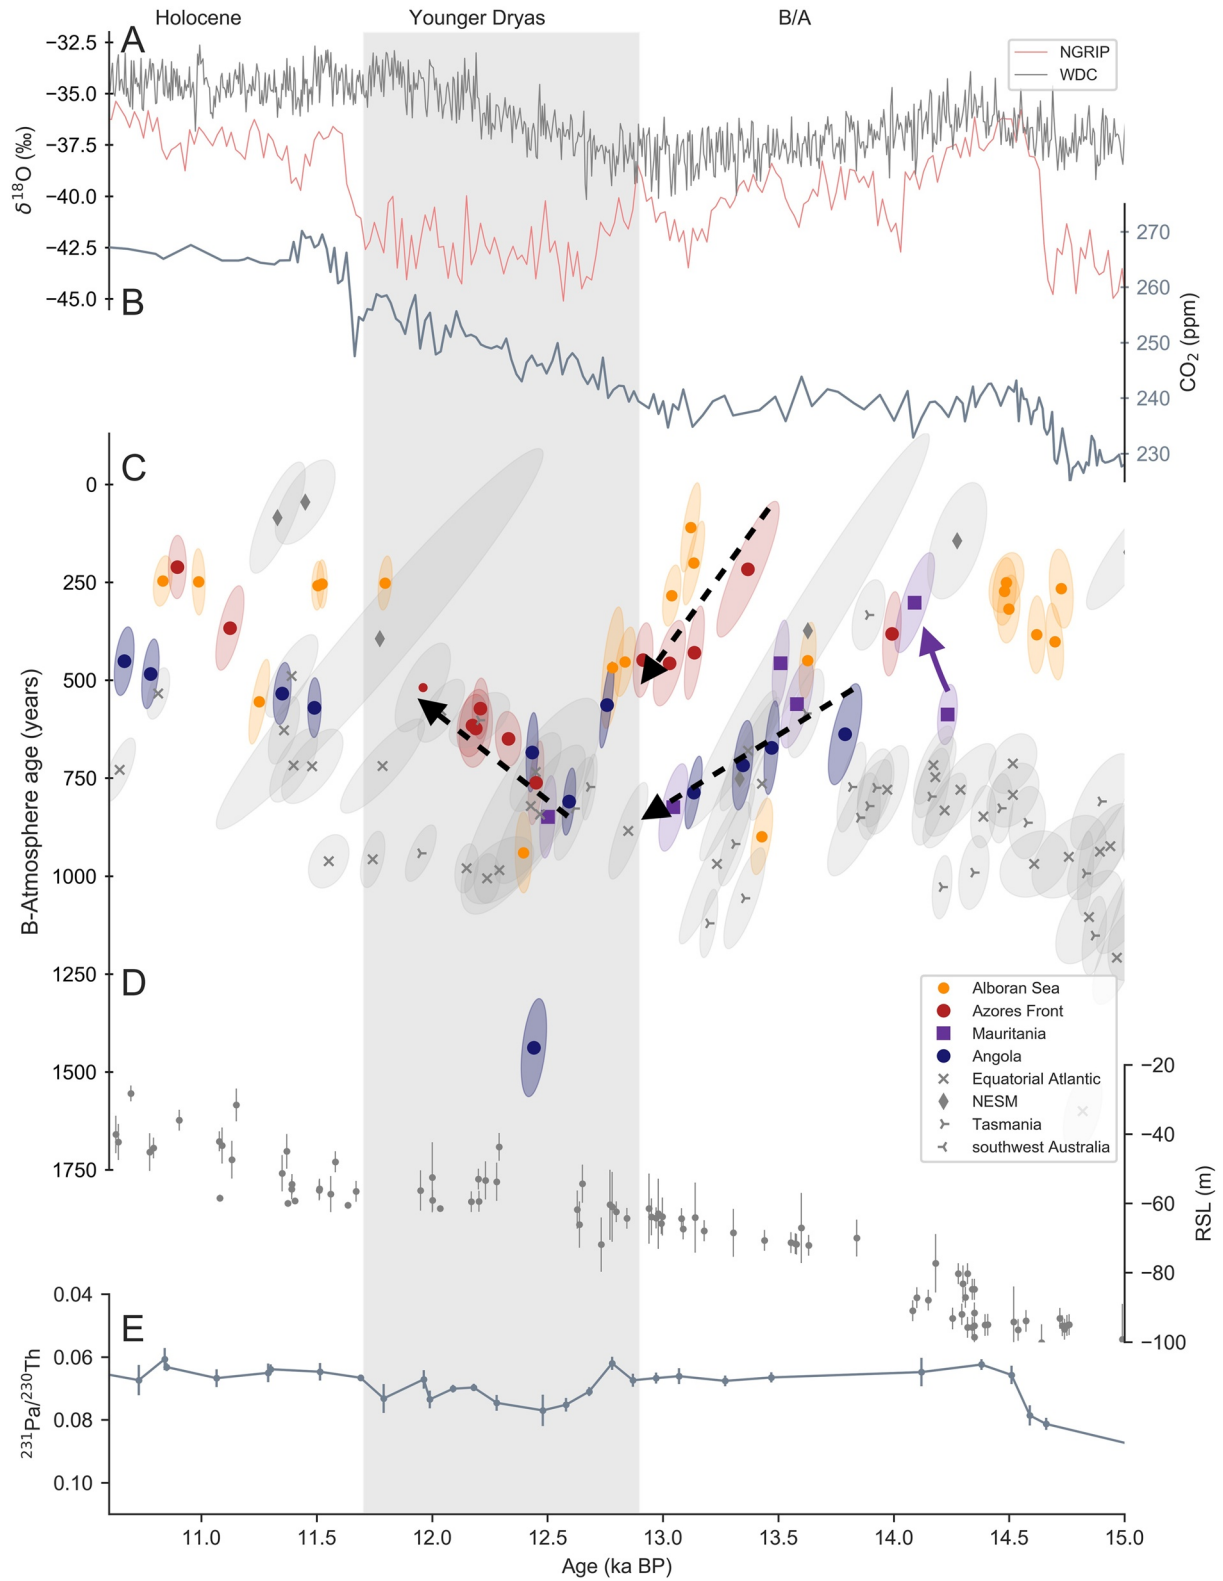 Holocene Younger Dryas B/A
A
NGRIP
WDC
−32.5
−35.0
−37.5
−40.0
−42.5
−45.0
δ18O (‰)
B
270
260
250
240
230
CO2 (ppm)
C
0
250
500
750
1000
1250
1500
1750
B-Atmosphere age (years)
D
Alboran Sea
Azores Front
Mauritania
Angola
Equatorial Atlantic
NESM
Tasmania
southwest Australia
−20
−40
−60
−80
−100
RSL (m)
E
0.04
0.06
0.08
0.10
231Pa/230Th
11.0 11.5 12.0 12.5 13.0 13.5 14.0 14.5 15.0
Age (ka BP)